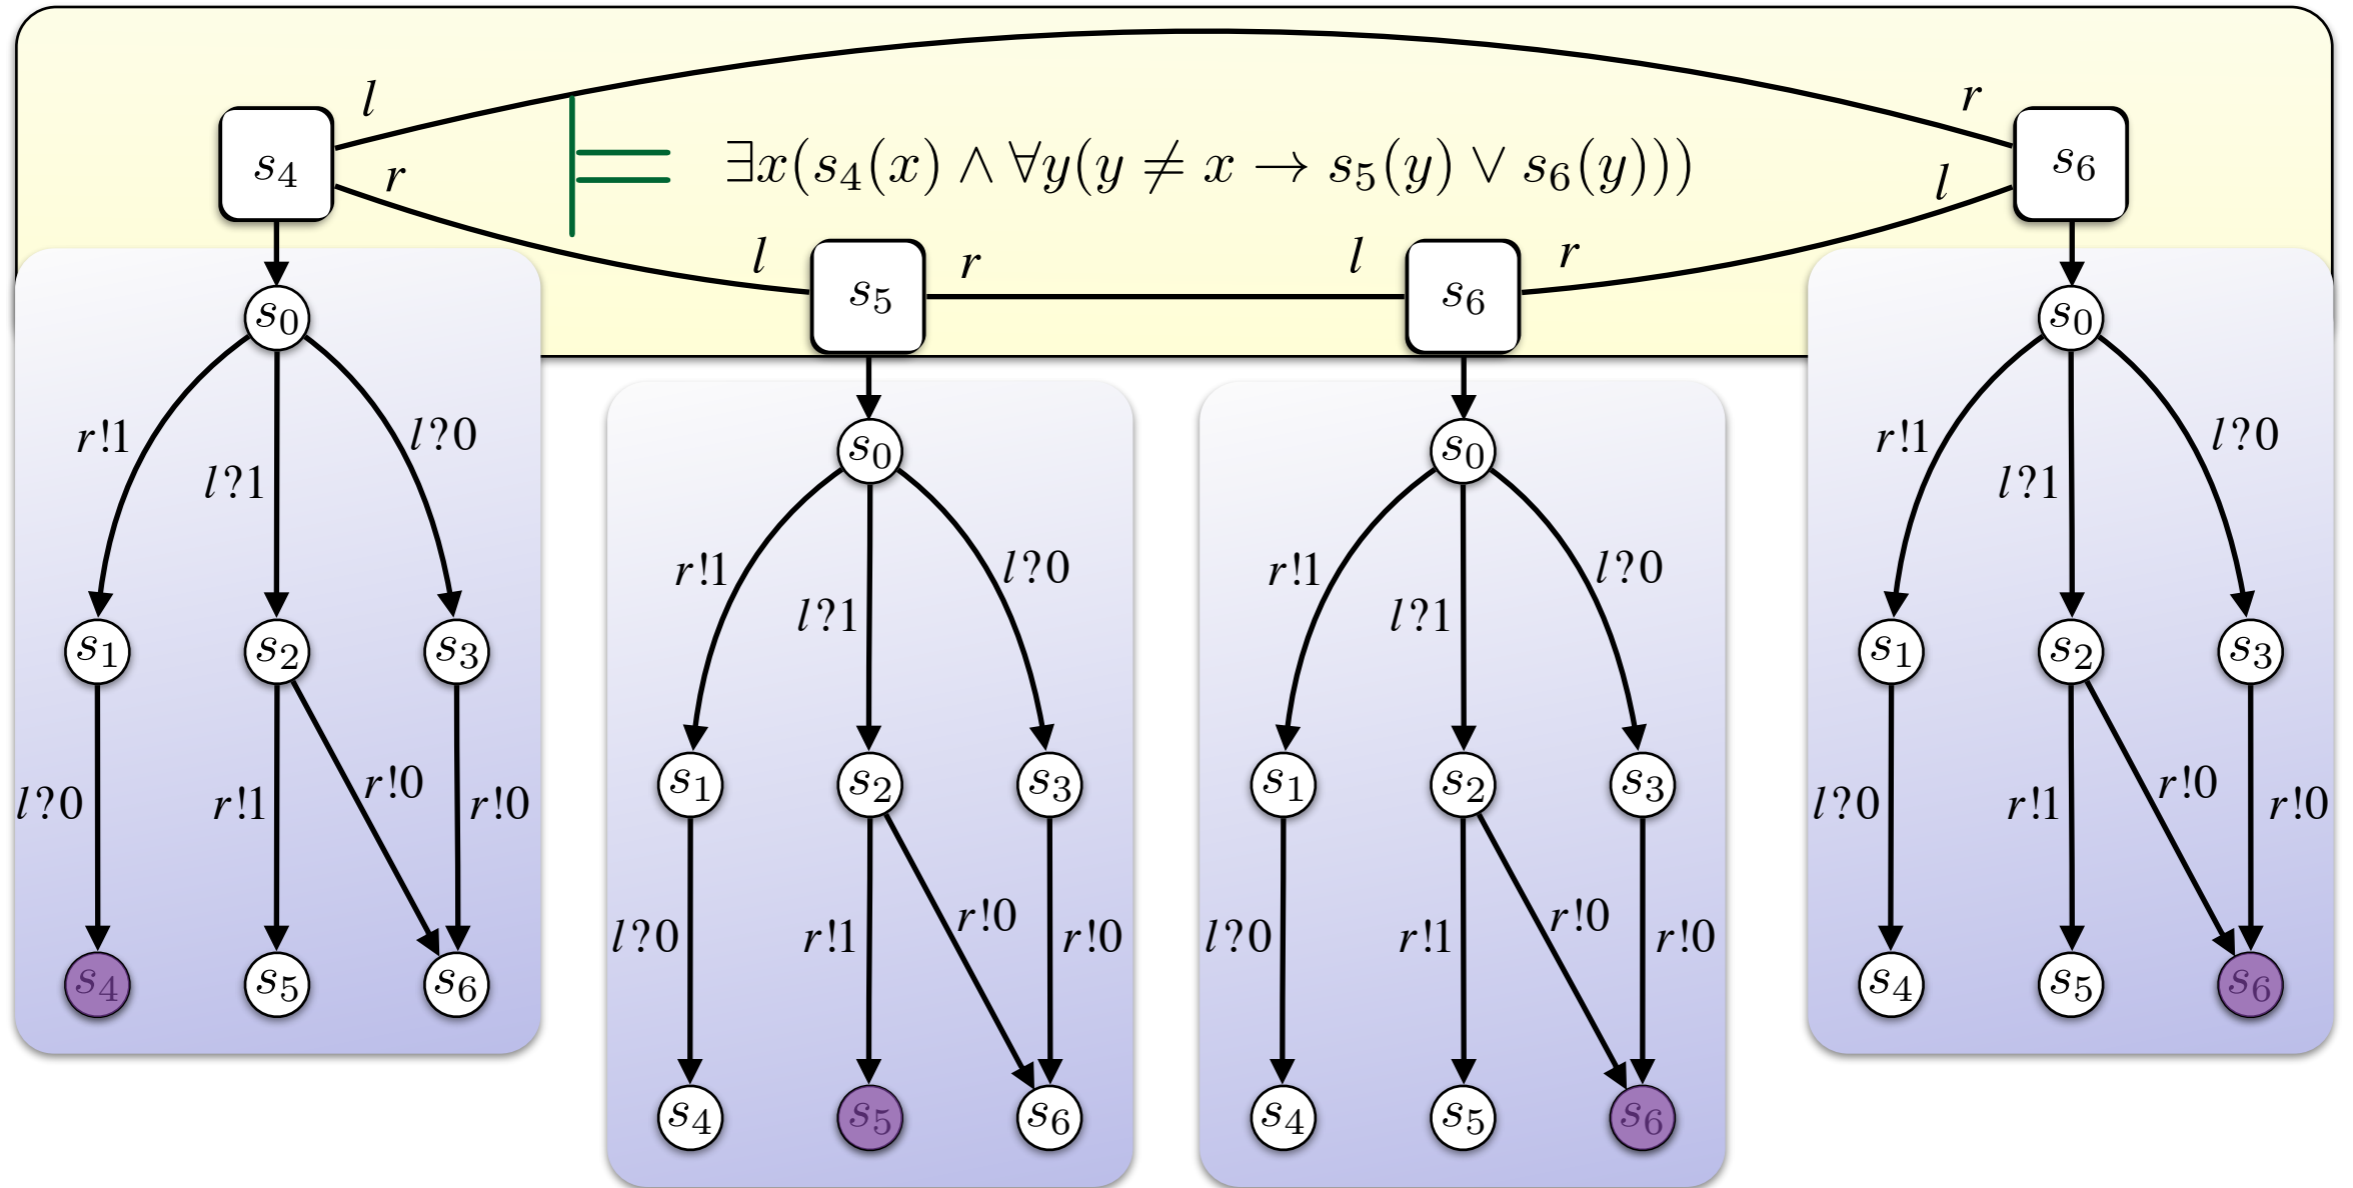 l r
s4 r ⊨ ∃x(s4(x) ∧ ∀y(y ≠ x → s5(y) ∨ s6(y))) l s6
l s5 r l s6 r
s0 s0
r!1 l?1 l?0 r!1 l?1 l?0
s0 s0
r!1 l?1 l?0 r!1 l?1 l?0
s1 s2 s3 s1 s2 s3
s1 s2 s3 s1 s2 s3
l?0 r!1 r!0 r!0 l?0 r!1 r!0 r!0
l?0 r!1 r!0 r!0 l?0 r!1 r!0 r!0
s4 s5 s6 s4 s5 s6
s4 s5 s6 s4 s5 s6